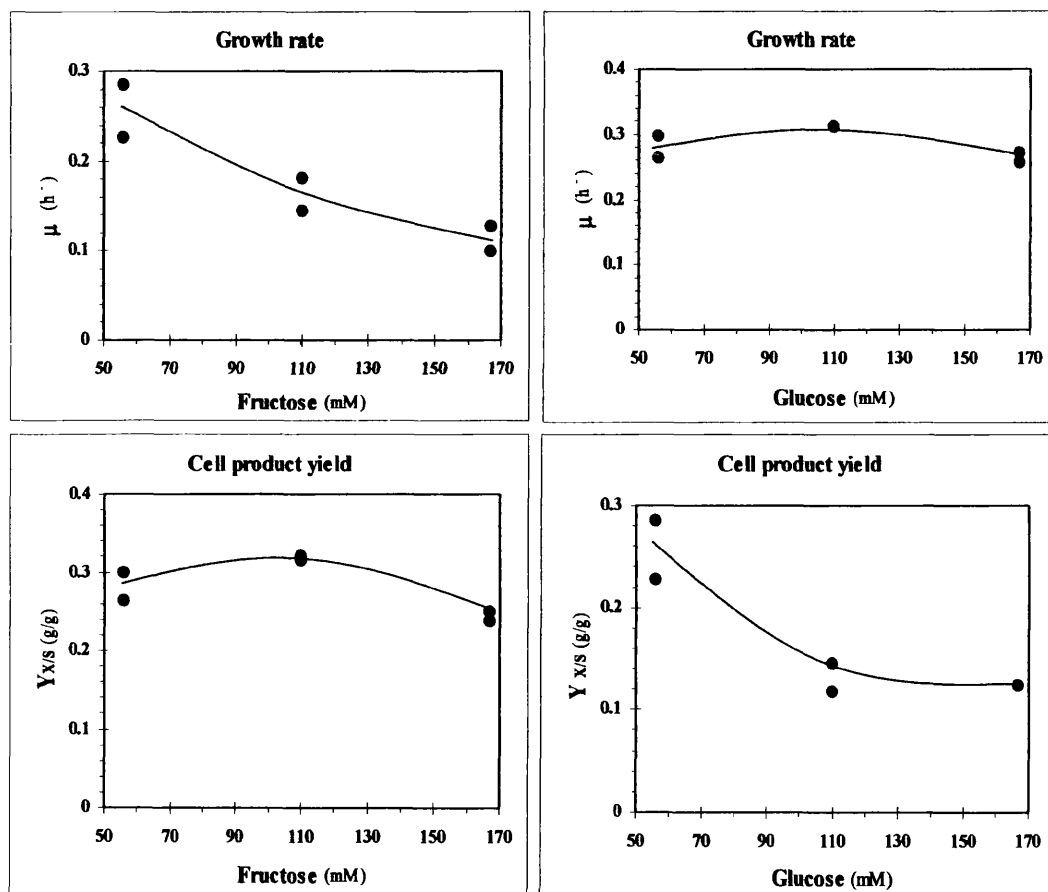 Growth rate
0.3
0.2
0.1
0
μ (h⁻)
50 70 90 110 130 150 170
Fructose (mM)
Growth rate
0.4
0.3
0.2
0.1
0
μ (h⁻)
50 70 90 110 130 150 170
Glucose (mM)
Cell product yield
0.4
0.3
0.2
0.1
0
Yx/s (g/g)
50 70 90 110 130 150 170
Fructose (mM)
Cell product yield
0.3
0.2
0.1
0
Y x/s (g/g)
50 70 90 110 130 150 170
Glucose (mM)